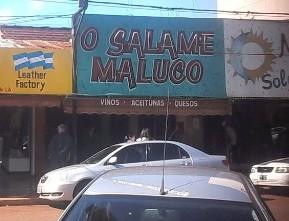 Leather
Factory
O SALAME
MALUCO
VINOS · ACEITUNAS · QUESOS
Sol